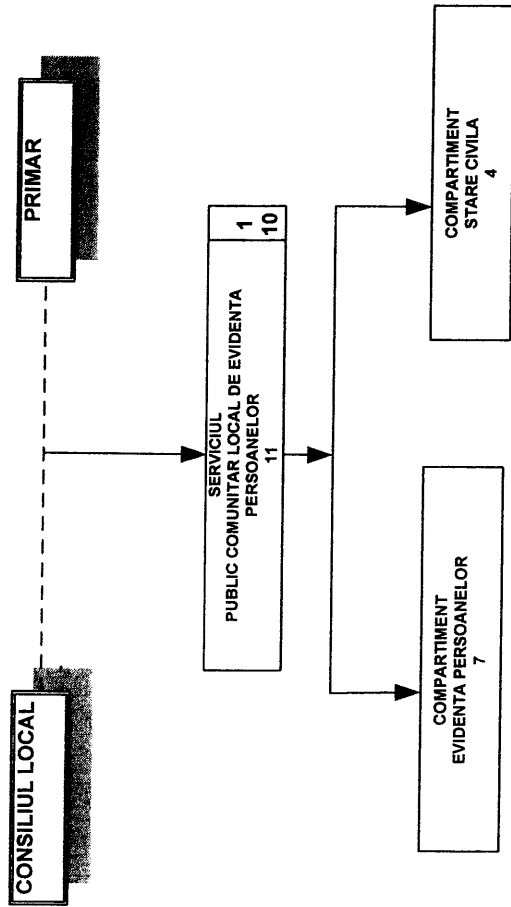 CONSILIUL LOCAL
PRIMAR
SERVICIUL
PUBLIC COMUNITAR LOCAL DE EVIDENTA
PERSOANELOR
11
1
10
COMPARTIMENT
EVIDENTA PERSOANELOR
7
COMPARTIMENT
STARE CIVILA
4